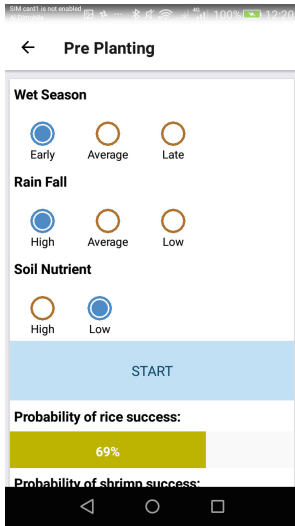 SIM card1 is not enabled
4G
100%
12:20
Pre Planting
Wet Season
Early Average Late
Rain Fall
High Average Low
Soil Nutrient
High Low
START
Probability of rice success:
69%
Probability of shrimp success: